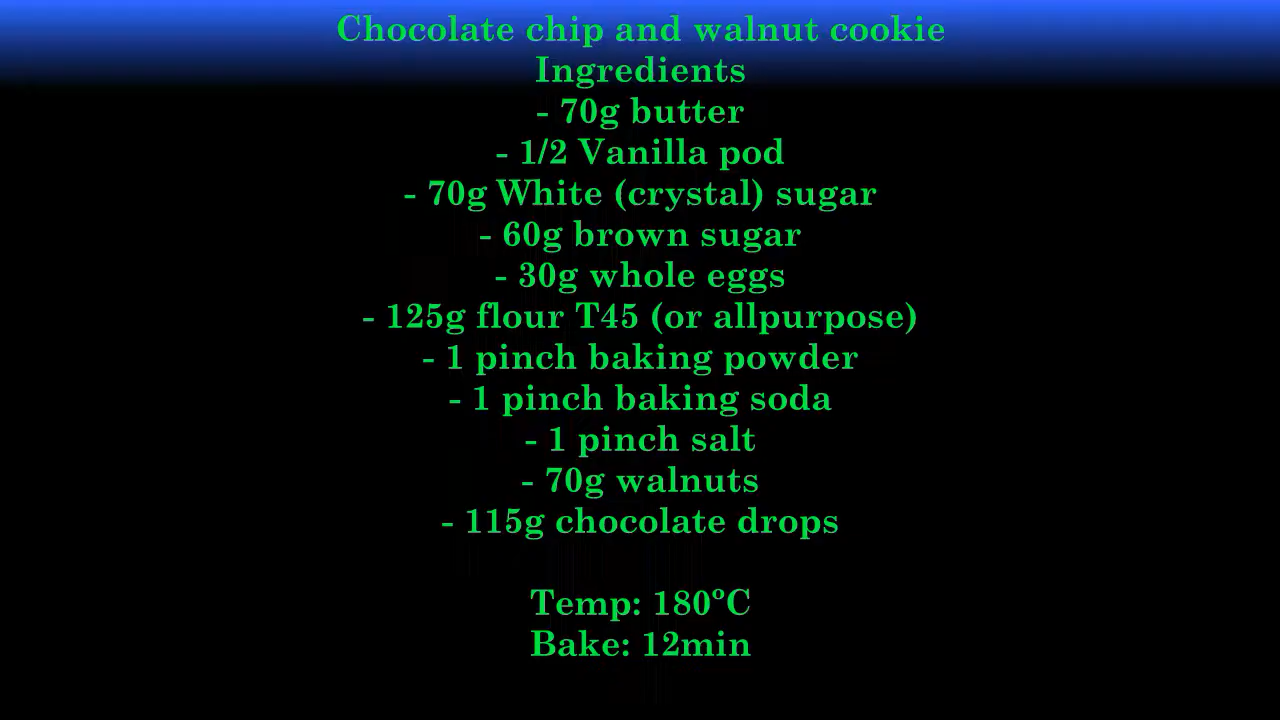 Chocolate chip and walnut cookie
Ingredients
- 70g butter
- 1/2 Vanilla pod
- 70g White (crystal) sugar
- 60g brown sugar
- 30g whole eggs
- 125g flour T45 (or allpurpose)
- 1 pinch baking powder
- 1 pinch baking soda
- 1 pinch salt
- 70g walnuts
- 115g chocolate drops
Temp: 180ºC
Bake: 12min